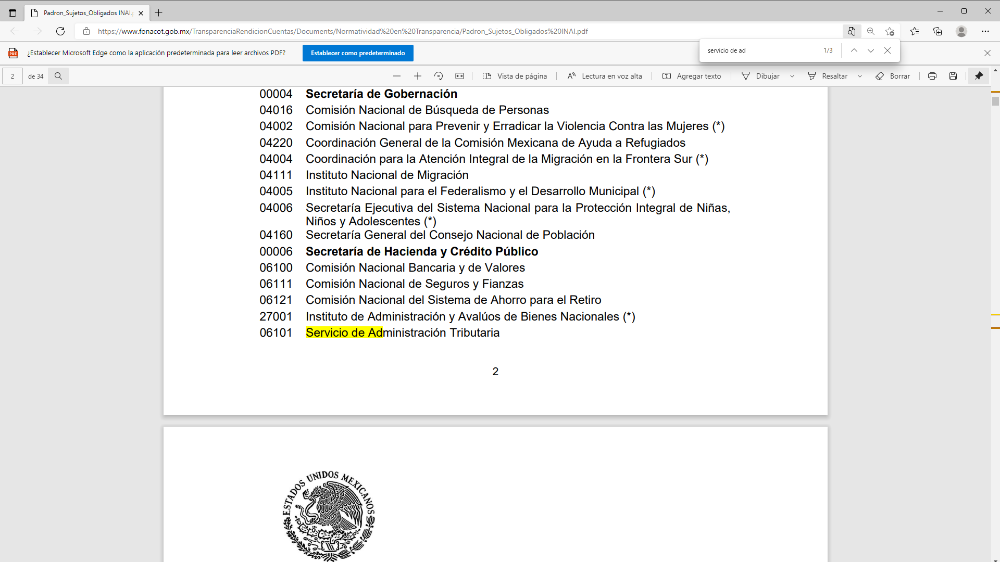 Padron_Sujetos_Obligados INAI.p
https://www.fonacot.gob.mx/TransparenciaRendicionCuentas/Documents/Normatividad%20en%20Transparencia/Padron_Sujetos_Obligados%20INAI.pdf
PDF
¿Establecer Microsoft Edge como la aplicación predeterminada para leer archivos PDF?
Establecer como predeterminado
servicio de ad
1/3
2
de 34
Vista de página
Lectura en voz alta
Agregar texto
Dibujar
Resaltar
Borrar
00004 Secretaría de Gobernación
04016 Comisión Nacional de Búsqueda de Personas
04002 Comisión Nacional para Prevenir y Erradicar la Violencia Contra las Mujeres (*)
04220 Coordinación General de la Comisión Mexicana de Ayuda a Refugiados
04004 Coordinación para la Atención Integral de la Migración en la Frontera Sur (*)
04111 Instituto Nacional de Migración
04005 Instituto Nacional para el Federalismo y el Desarrollo Municipal (*)
04006 Secretaría Ejecutiva del Sistema Nacional para la Protección Integral de Niñas,
Niños y Adolescentes (*)
04160 Secretaría General del Consejo Nacional de Población
00006 Secretaría de Hacienda y Crédito Público
06100 Comisión Nacional Bancaria y de Valores
06111 Comisión Nacional de Seguros y Fianzas
06121 Comisión Nacional del Sistema de Ahorro para el Retiro
27001 Instituto de Administración y Avalúos de Bienes Nacionales (*)
06101 Servicio de Administración Tributaria
2
ESTADOS UNIDOS MEXICANOS